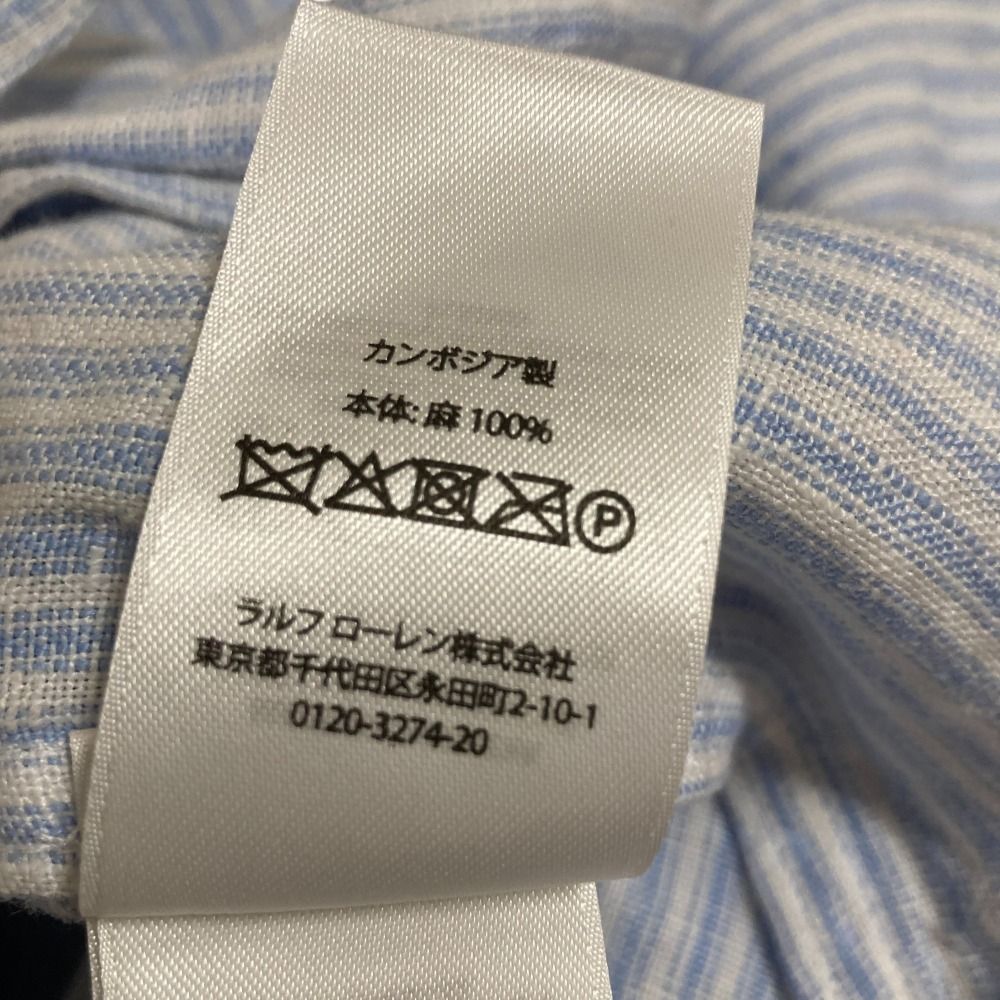 カンボジア製
本体: 麻 100%
P
ラルフ ローレン株式会社
東京都千代田区永田町2-10-1
0120-3274-20